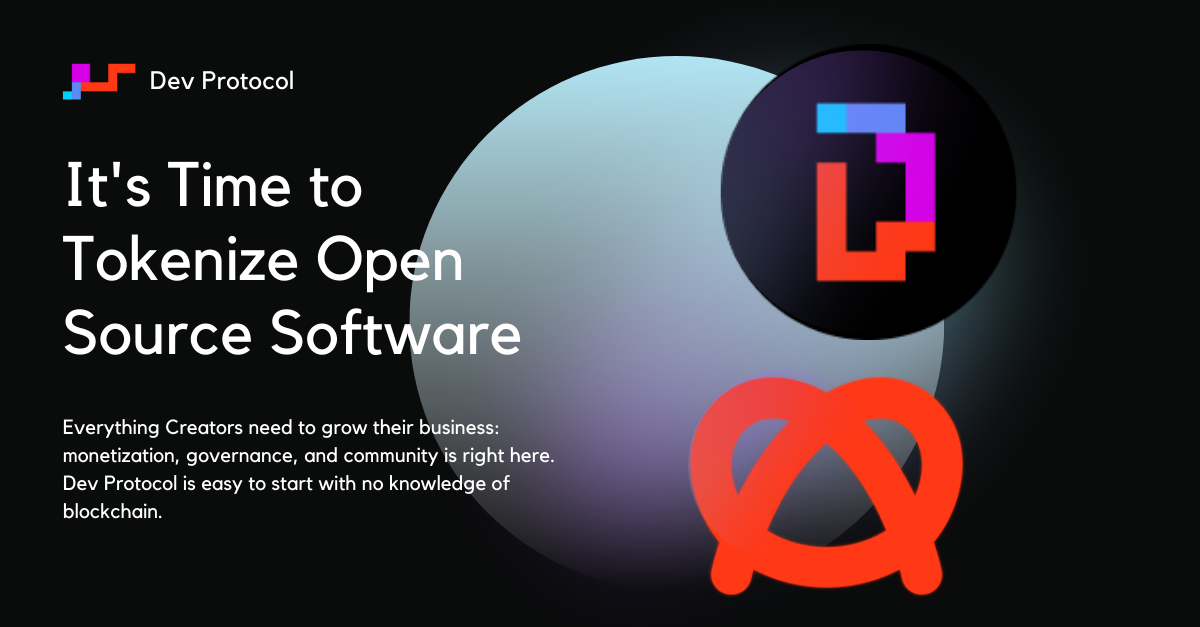 Dev Protocol
It's Time to
Tokenize Open
Source Software
Everything Creators need to grow their business:
monetization, governance, and community is right here.
Dev Protocol is easy to start with no knowledge of
blockchain.